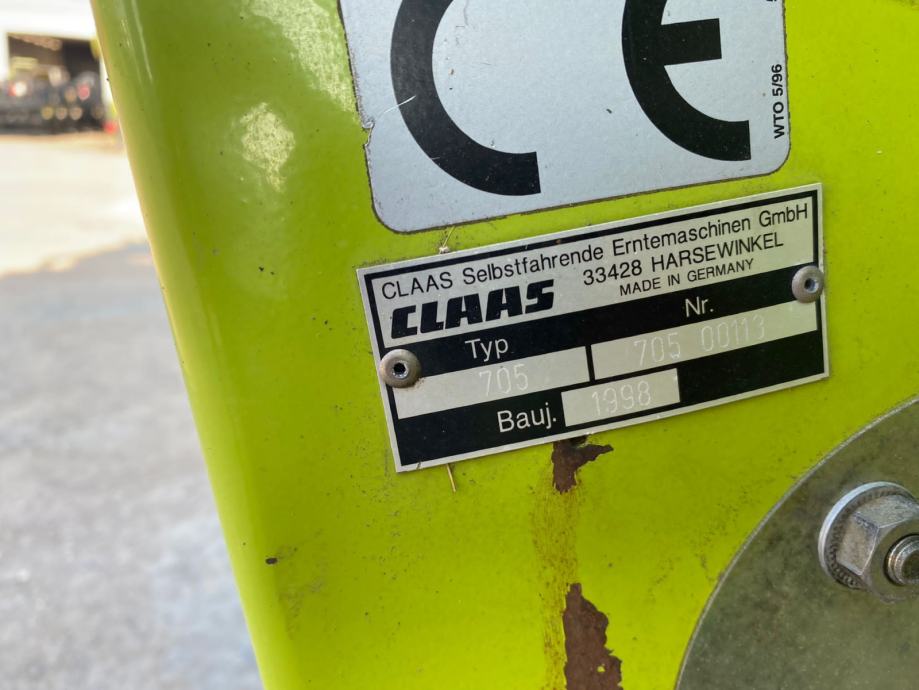 CE
WTO 5/96
CLAAS Selbstfahrende Erntemaschinen GmbH
33428 HARSEWINKEL
CLAAS
MADE IN GERMANY
Typ Nr.
705 705 00113
Bauj. 1998